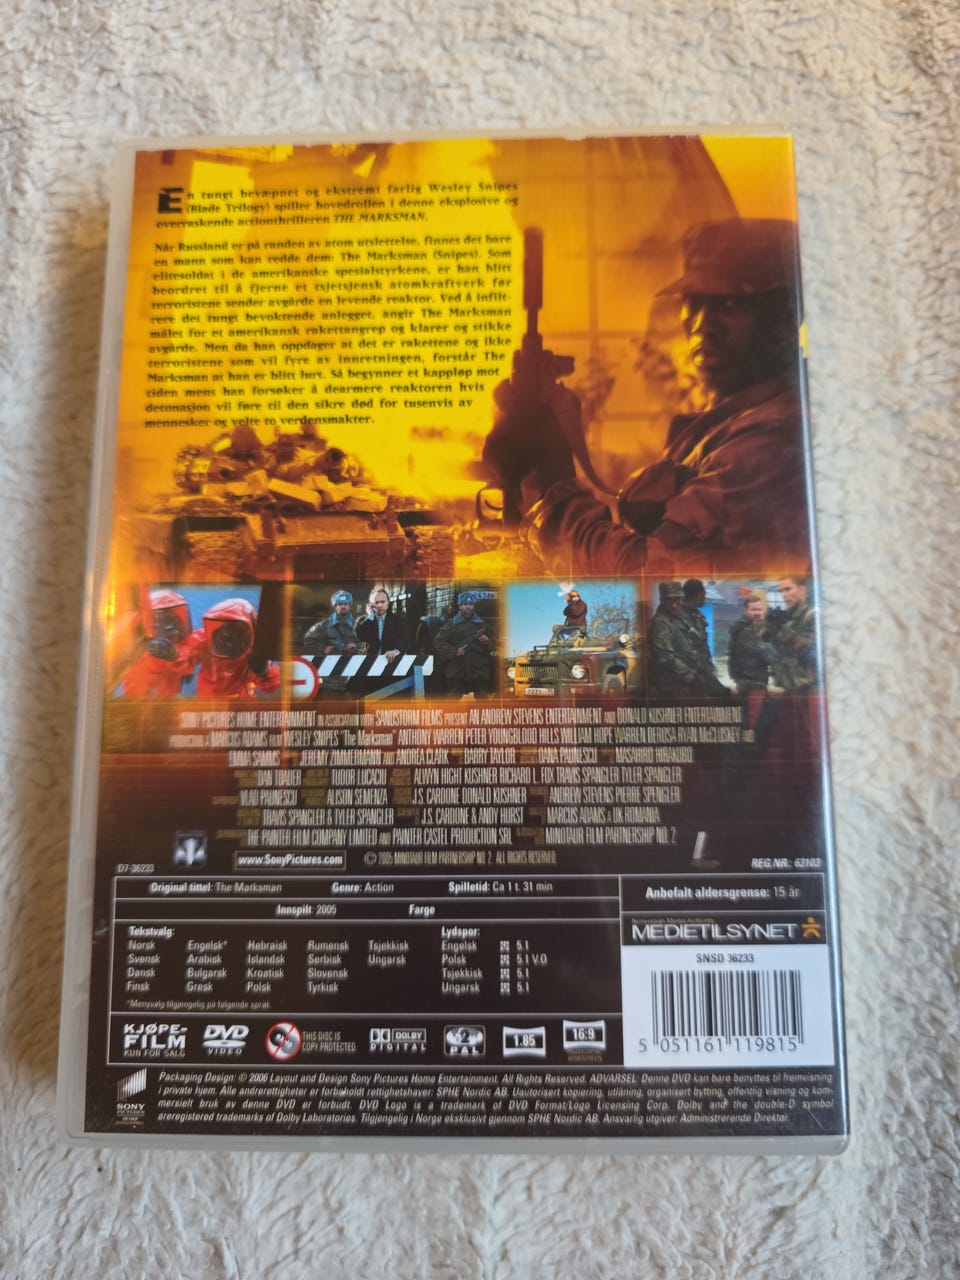 En tungt bevæpnet og ekstremt farlig Wesley Snipes
(Blade Trilogy) spiller hovedrollen i denne eksplosive og
overraskende actionthrilleren THE MARKSMAN.
Når Russland er på randen av atom utslettelse, finnes det bare
en mann som kan redde dem: The Marksman (Snipes). Som
elitesoldat i de amerikanske spesialstyrkene, er han blitt
beordret til å fjerne et tsjetsjensk atomkraftverk før
terroristene sender avgårde en levende reaktor. Ved å infilt-
rere det tungt bevoktende anlegget, angir The Marksman
målet for et amerikansk rakettangrep og klarer og stikke
avgårde. Men da han oppdager at det er rakettene og ikke
terroristene som vil fyre av innretningen, forstår The
Marksman at han er blitt lurt. Så begynner et kappløp mot
tiden mens han forsøker å dearmere reaktoren hvis
detonasjon vil føre til den sikre død for tusenvis av
mennesker og velte to verdensmakter.
SONY PICTURES HOME ENTERTAINMENT IN ASSOCIATION WITH SANDSTORM FILMS PRESENT AN ANDREW STEVENS ENTERTAINMENT AND DONALD KUSHNER ENTERTAINMENT
PRODUCTION A MARCUS ADAMS FILM WESLEY SNIPES "The Marksman" ANTHONY WARREN PETER YOUNGBLOOD HILLS WILLIAM HOPE WARREN DEROSA RYAN McCLUSKEY AND
EMMA SAMMS JEREMY ZIMMERMANN AND ANDREA CLARK BARRY TAYLOR DANA PAUNESCU MASAHIRO HIRAKUBO
DAN TOADER TUDOR LUCACIU ALWYN HIGHT KUSHNER RICHARD L. FOX TRAVIS SPANGLER TYLER SPANGLER
VLAD PAUNESCU ALISON SEMENZA J.S. CARDONE DONALD KUSHNER ANDREW STEVENS PIERRE SPENGLER
TRAVIS SPANGLER & TYLER SPANGLER J.S. CARDONE & ANDY HURST MARCUS ADAMS A UK ROMANIA
THE PAINTER FILM COMPANY LIMITED AND PAINTER CASTEL PRODUCTION SRL MINOTAUR FILM PARTNERSHIP NO. 2
D7-36233
www.SonyPictures.com
© 2005 MINOTAUR FILM PARTNERSHIP NO. 2. ALL RIGHTS RESERVED.
REG.NR.: 63103
Original tittel: The Marksman Genre: Action Spilletid: Ca 1 t. 31 min
Innspilt: 2005 Farge
Anbefalt aldersgrense: 15 år
Norwegian Media Authority
MEDIETILSYNET
Tekstvalg: Lydspor:
Norsk Engelsk* Hebraisk Rumensk Tsjekkisk Engelsk 5.1
Svensk Arabisk Islandsk Serbisk Ungarsk Polsk 5.1 V.O
Dansk Bulgarsk Kroatisk Slovensk Tsjekkisk 5.1
Finsk Gresk Polsk Tyrkisk Ungarsk 5.1
*Menyvalg tilgjengelig på følgende språk.
SNSD 36233
5 051161 119815
KJØPE-
FILM
KUN FOR SALG
DVD
VIDEO
THIS DISC IS
COPY PROTECTED.
DOLBY
DIGITAL
2
PAL
1.85
16:9
WIDESCREEN
SONY
PICTURES
HOME
ENTERTAINMENT
Packaging Design: © 2006 Layout and Design Sony Pictures Home Entertainment. All Rights Reserved. ADVARSEL: Denne DVD kan bare benyttes til fremvisning
i private hjem. Alle andrerettigheter er forbeholdt rettighetshaver: SPHE Nordic AB. Uautorisert kopiering, utlåning, organisert bytting, offentlig visning og kom-
mersielt bruk av denne DVD er forbudt. DVD Logo is a trademark of DVD Format/Logo Licensing Corp. Dolby and the double-D symbol
areregistered trademarks of Dolby Laboratories. Tilgjengelig i Norge eksklusivt gjennom SPHE Nordic AB. Ansvarlig utgiver: Administrerende Direktør.